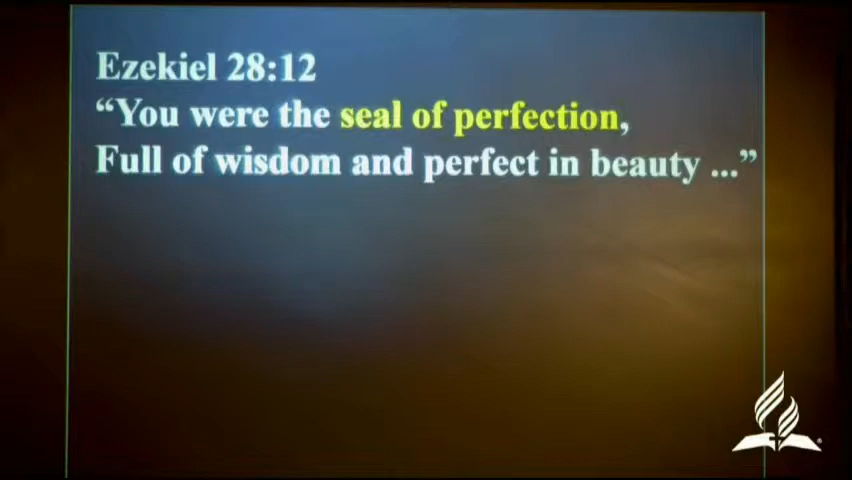 Ezekiel 28:12
“You were the seal of perfection,
Full of wisdom and perfect in beauty ...”